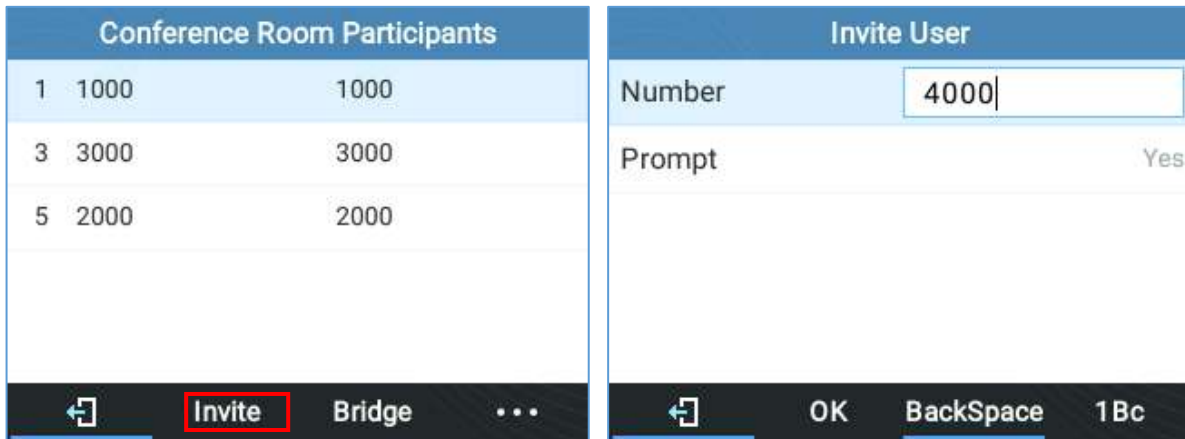 Conference Room Participants
1 1000 1000
3 3000 3000
5 2000 2000
Invite Bridge ...
Invite User
Number 4000
Prompt Yes
OK BackSpace 1Bc